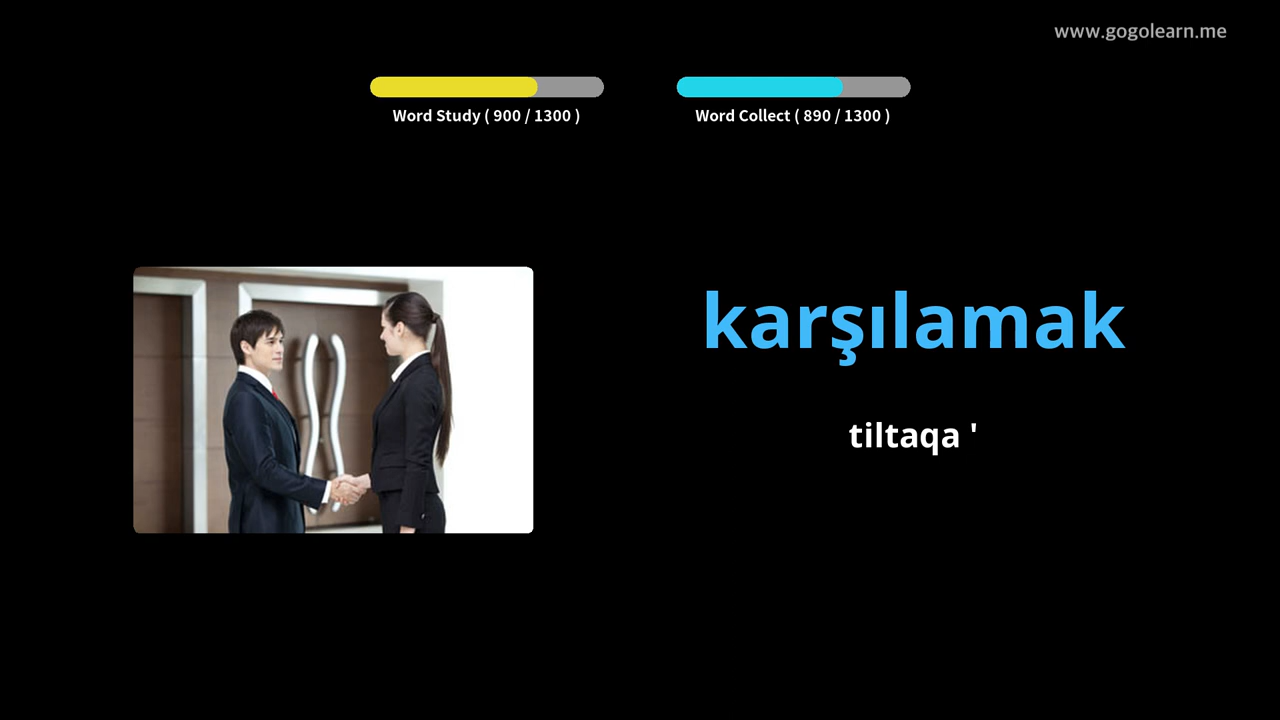 www.gogolearn.me
Word Study ( 900 / 1300 )
Word Collect ( 890 / 1300 )
karşılamak
tiltaqa '